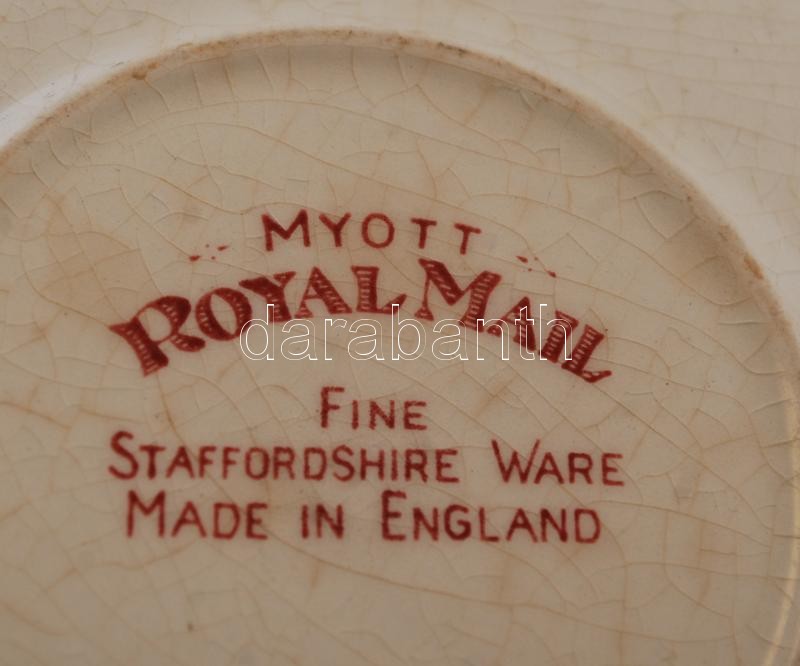 MYOTT
ROYAL MAIL
darabanth
FINE
STAFFORDSHIRE WARE
MADE IN ENGLAND